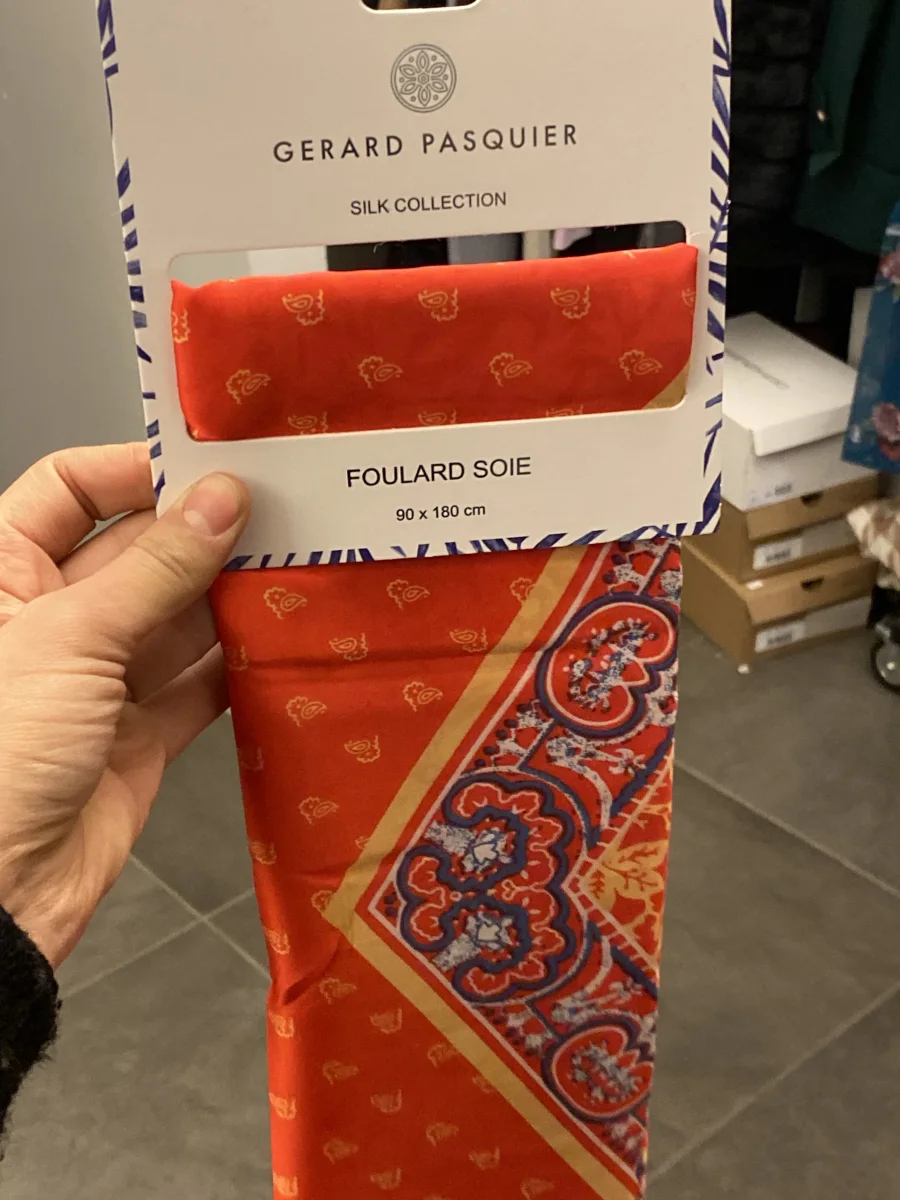 GERARD PASQUIER
SILK COLLECTION
FOULARD SOIE
90 x 180 cm